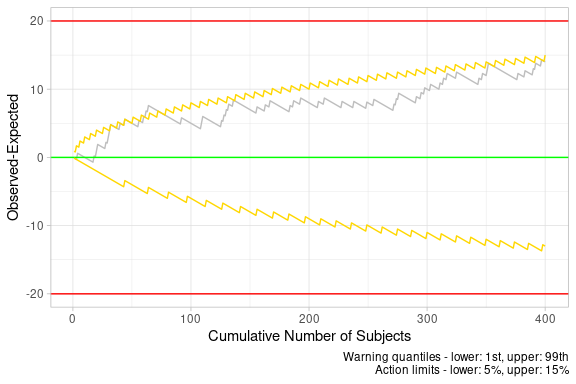 20
10
0
-10
-20
Observed-Expected
0
100
200
300
400
Cumulative Number of Subjects
Warning quantiles - lower: 1st, upper: 99th
Action limits - lower: 5%, upper: 15%